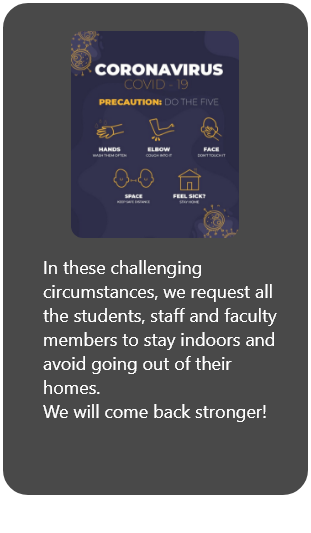 CORONAVIRUS
COVID - 19
PRECAUTION: DO THE FIVE
HANDS
WASH THEM OFTEN
ELBOW
COUGH INTO IT
FACE
DON'T TOUCH IT
SPACE
KEEP SAFE DISTANCE
FEEL SICK?
STAY HOME
In these challenging
circumstances, we request all
the students, staff and faculty
members to stay indoors and
avoid going out of their
homes.
We will come back stronger!